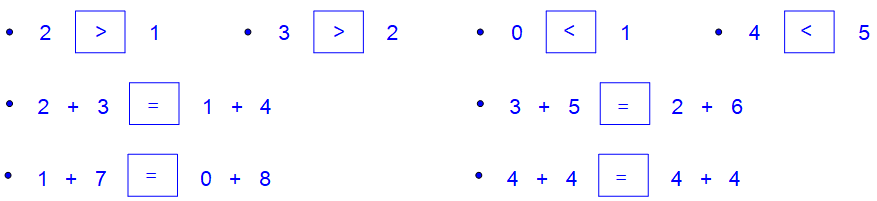 • 2 > 1 • 3 > 2 • 0 < 1 • 4 < 5
• 2 + 3 = 1 + 4 • 3 + 5 = 2 + 6
• 1 + 7 = 0 + 8 • 4 + 4 = 4 + 4